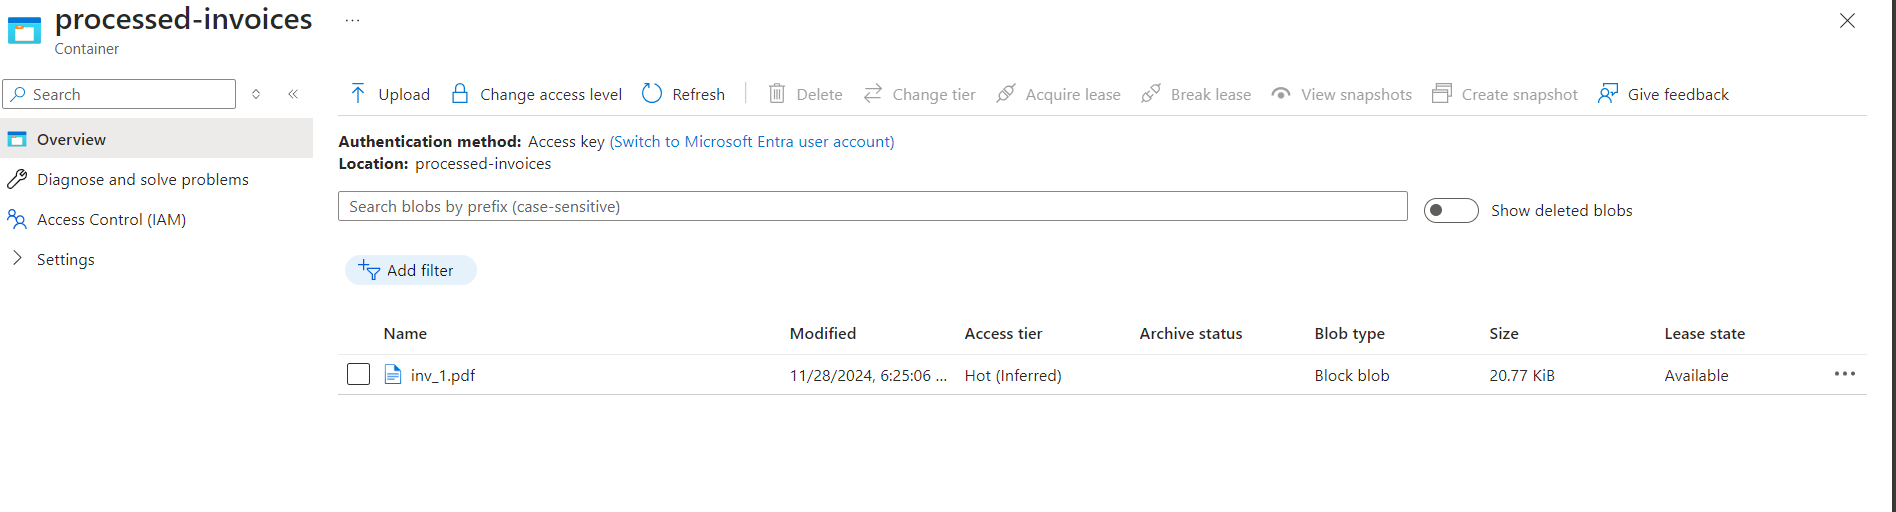 processed-invoices ...
Container
Search
Upload Change access level Refresh Delete Change tier Acquire lease Break lease View snapshots Create snapshot Give feedback
Overview
Diagnose and solve problems
Access Control (IAM)
Settings
Authentication method: Access key (Switch to Microsoft Entra user account)
Location: processed-invoices
Search blobs by prefix (case-sensitive)
Show deleted blobs
Add filter
Name Modified Access tier Archive status Blob type Size Lease state
inv_1.pdf 11/28/2024, 6:25:06 ... Hot (Inferred) Block blob 20.77 KiB Available ...